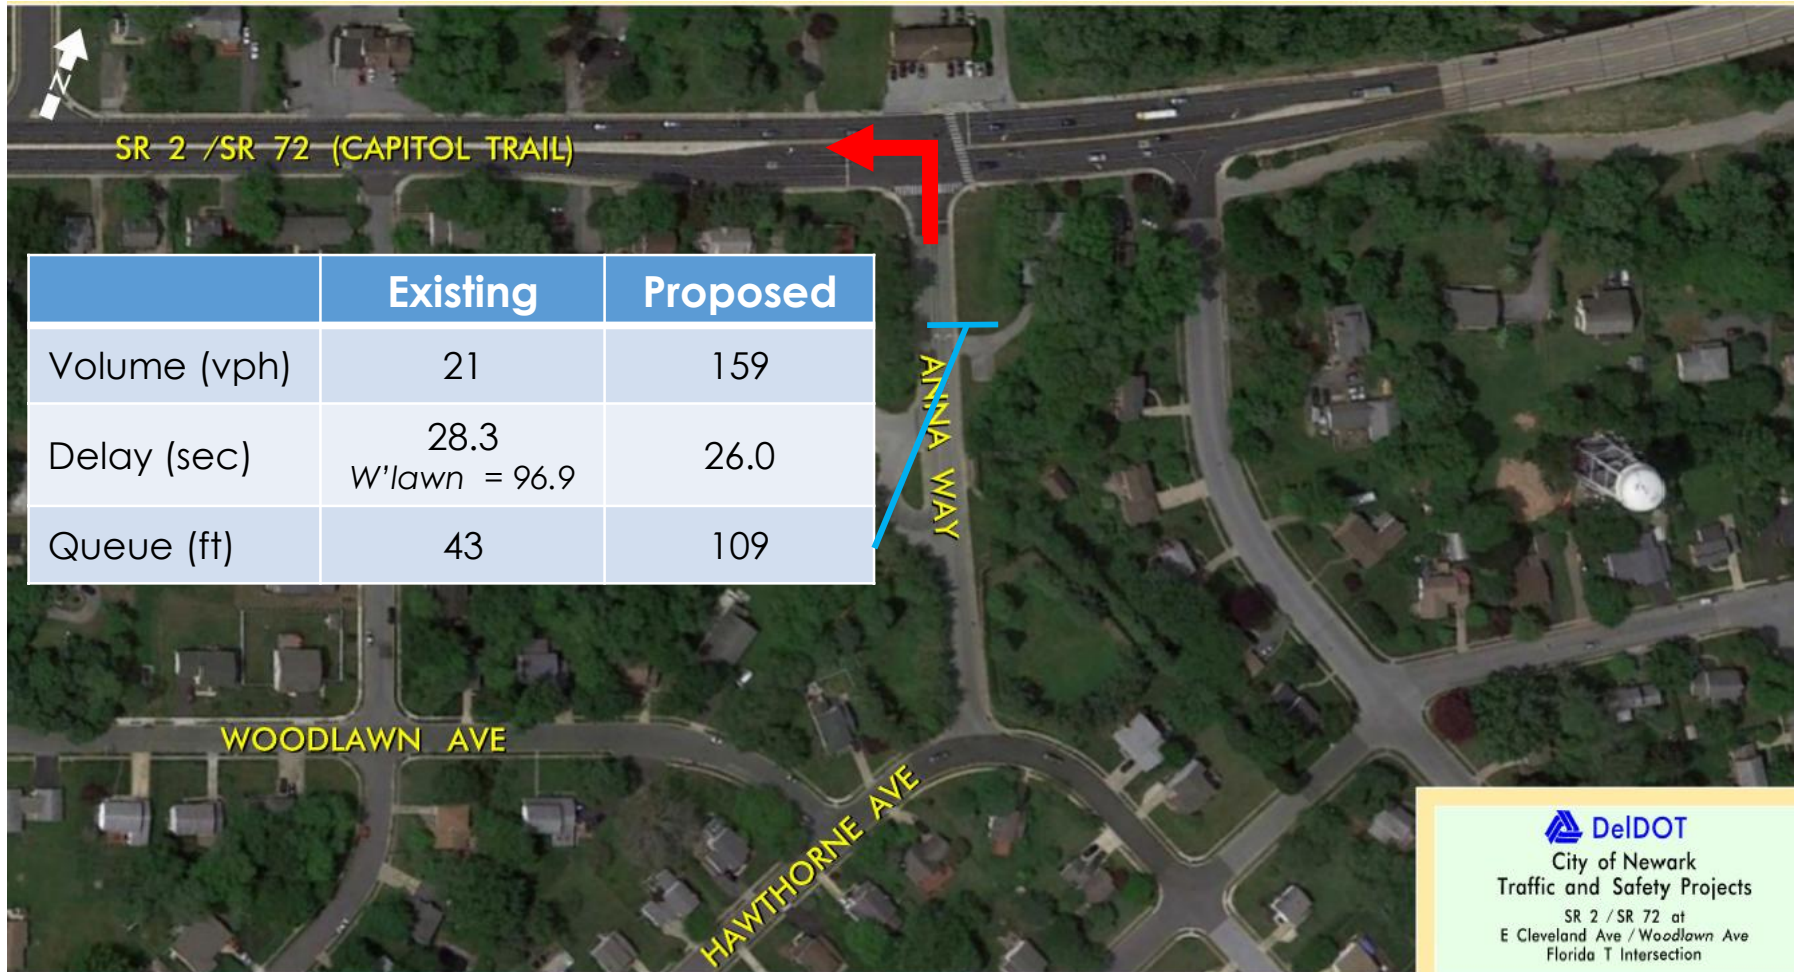 N
SR 2 /SR 72 (CAPITOL TRAIL)
Existing Proposed
Volume (vph) 21 159
Delay (sec) 28.3 26.0
W'lawn = 96.9
Queue (ft) 43 109
ANNA WAY
WOODLAWN AVE
HAWTHORNE AVE
DelDOT
City of Newark
Traffic and Safety Projects
SR 2 / SR 72 at
E Cleveland Ave / Woodlawn Ave
Florida T Intersection